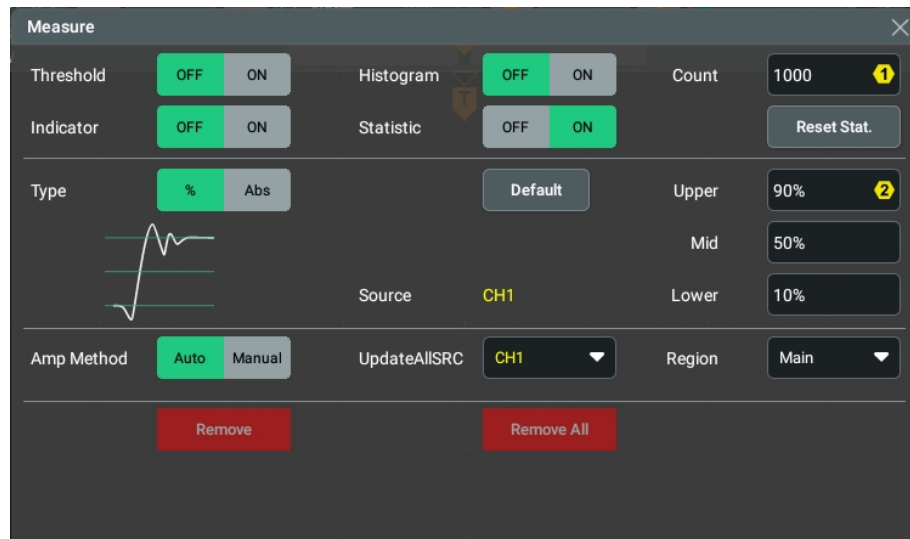 Measure
Threshold OFF ON Histogram OFF ON Count 1000 1
Indicator OFF ON Statistic OFF ON Reset Stat.
Type % Abs Default Upper 90% 2
Mid 50%
Source CH1 Lower 10%
Amp Method Auto Manual UpdateAllSRC CH1 Region Main
Remove Remove All
T